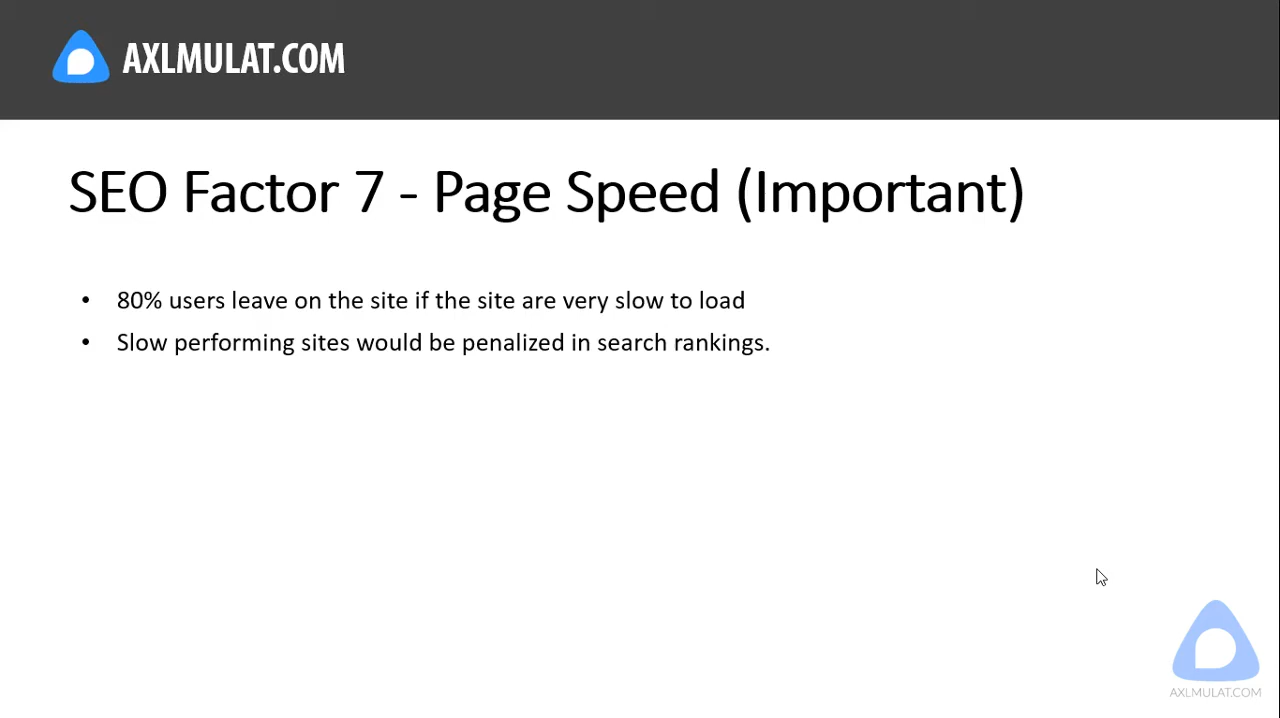 AXLMULAT.COM
SEO Factor 7 - Page Speed (Important)
• 80% users leave on the site if the site are very slow to load
• Slow performing sites would be penalized in search rankings.
AXLMULAT.COM